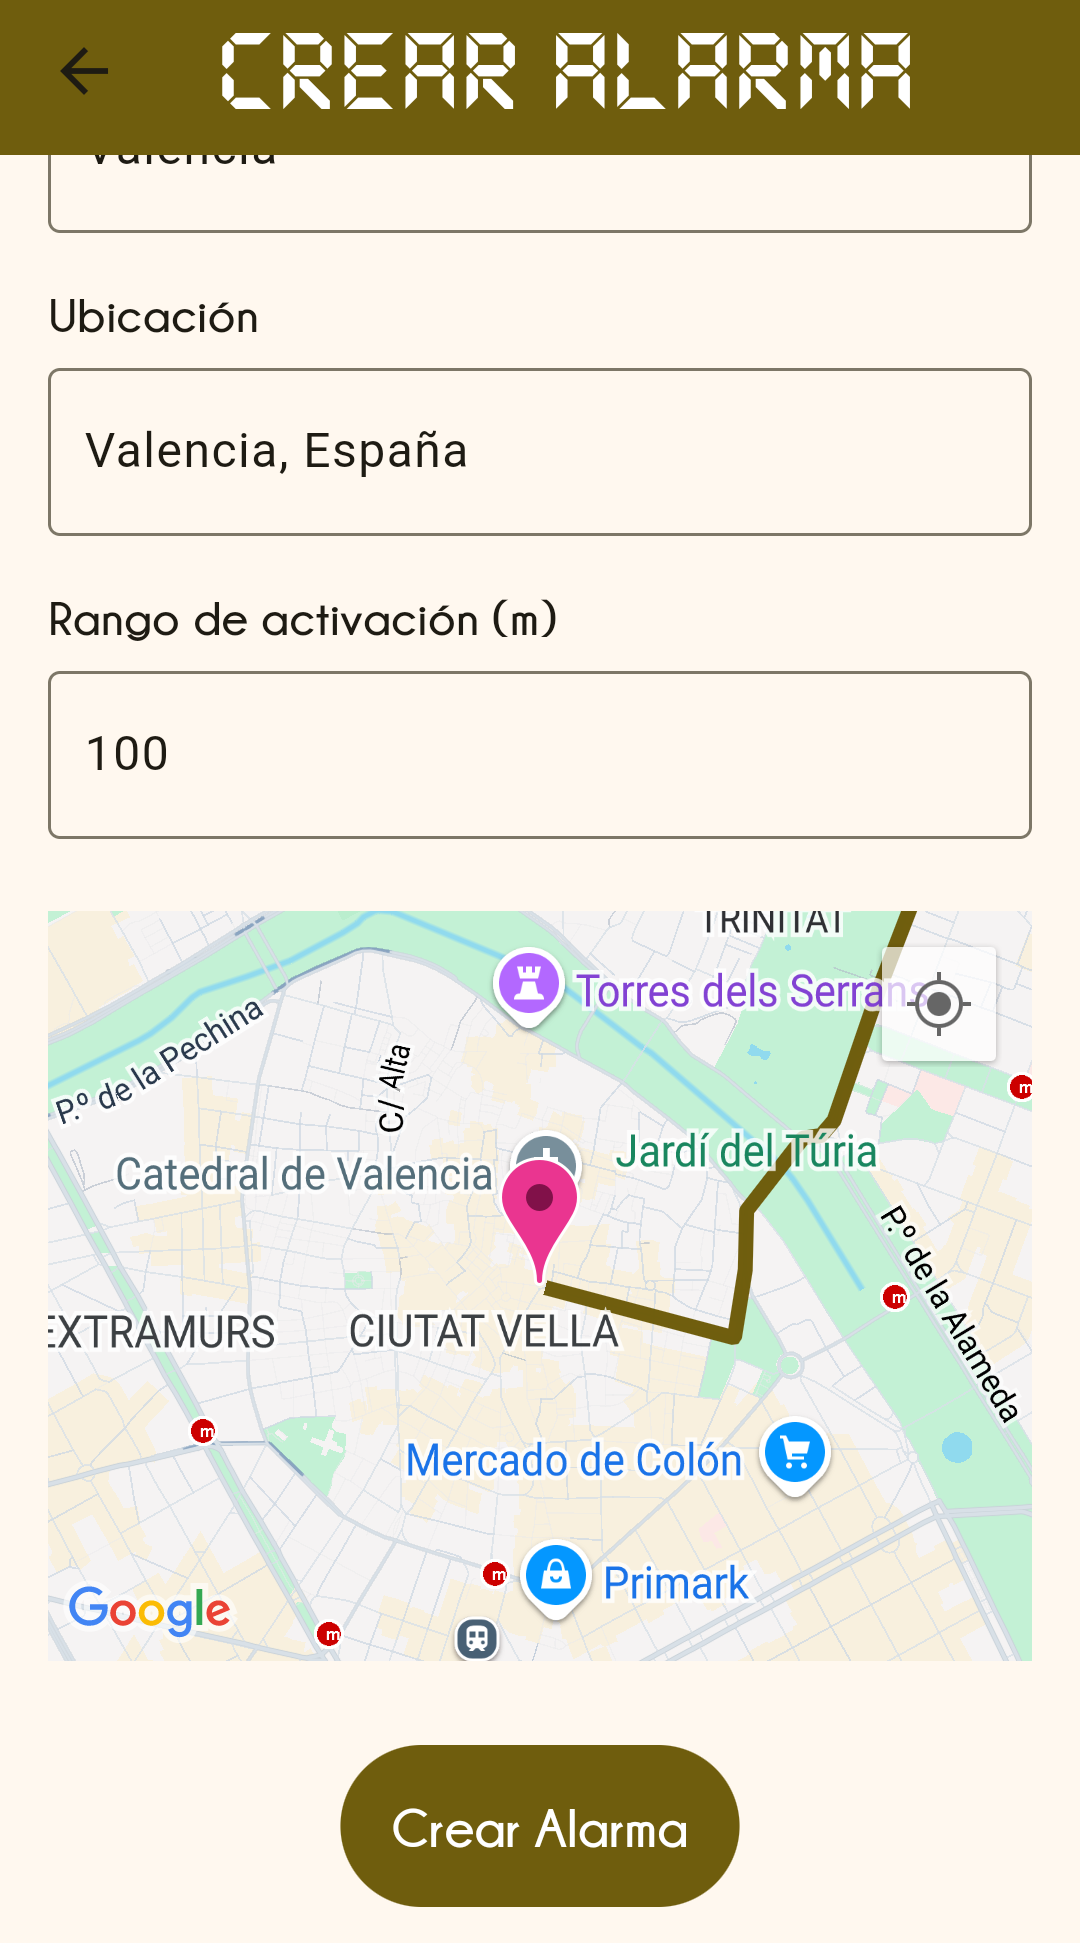 CREAR ALARMA
Valencia
Ubicación
Valencia, España
Rango de activación (m)
100
TRINITAT
Torres dels Serrans
P.º de la Pechina
C/ Alta
m
Catedral de Valencia
Jardí del Túria
P.º de la Alameda
m
EXTRAMURS
CIUTAT VELLA
m
Mercado de Colón
m
Primark
Google
m
Crear Alarma